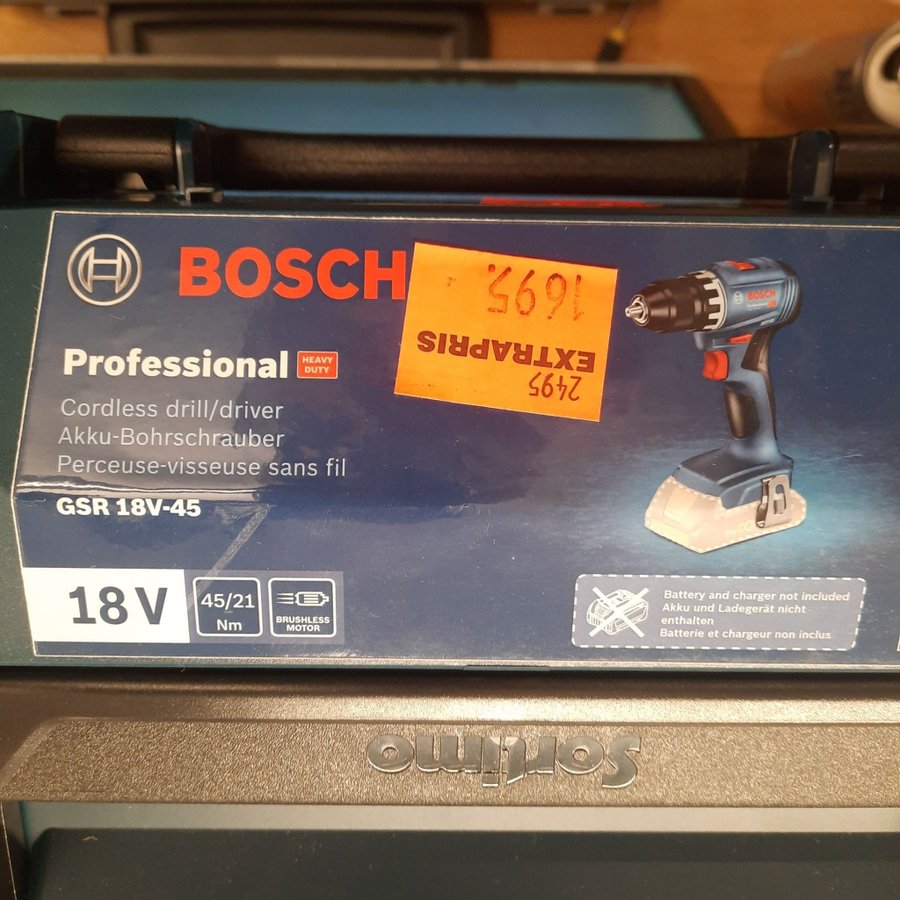 BOSCH
Professional HEAVY DUTY
Cordless drill/driver
Akku-Bohrschrauber
Perceuse-visseuse sans fil
GSR 18V-45
18 V
45/21
Nm
BRUSHLESS
MOTOR
2495
EXTRAPRIS
1695.
BOSCH
Battery and charger not included
Akku und Ladegerät nicht
enthalten
Batterie et chargeur non inclus
Sortimo